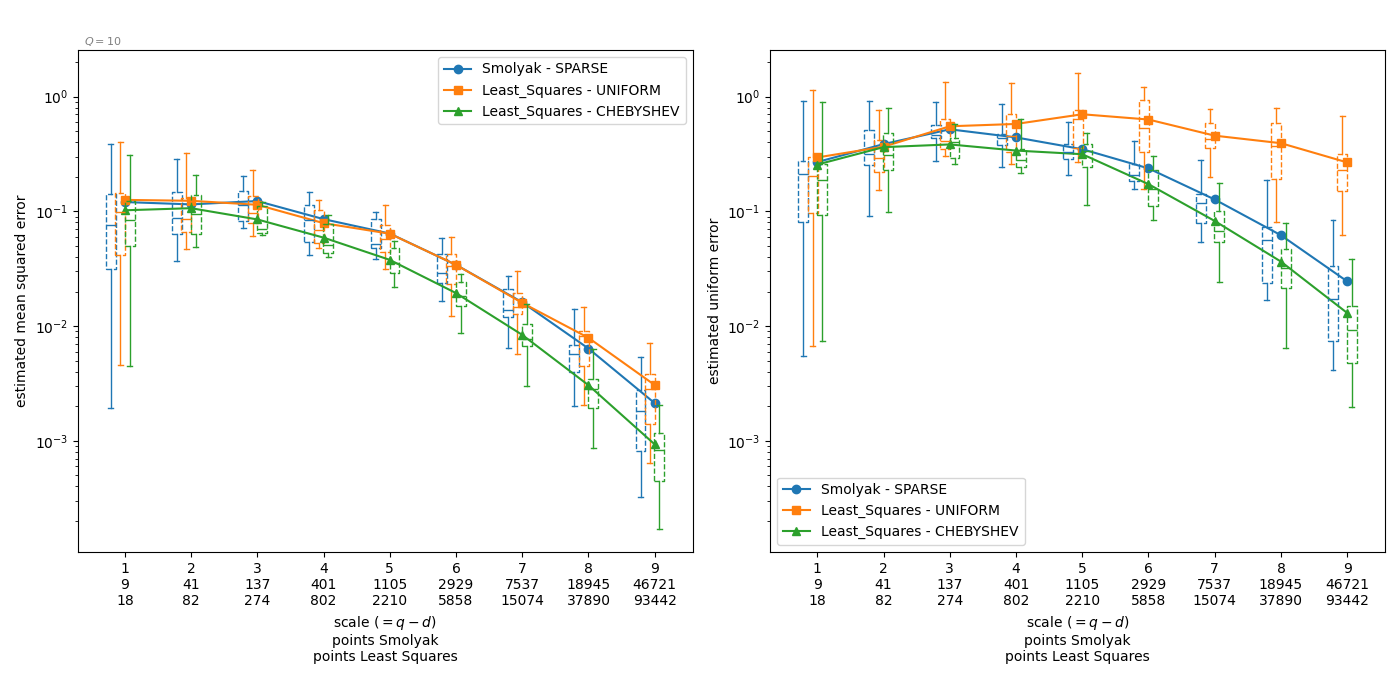 Q = 10
Smolyak - SPARSE
Least_Squares - UNIFORM
Least_Squares - CHEBYSHEV
estimated mean squared error
10⁰
10⁻¹
10⁻²
10⁻³
1 2 3 4 5 6 7 8 9
9 41 137 401 1105 2929 7537 18945 46721
18 82 274 802 2210 5858 15074 37890 93442
scale (= q − d)
points Smolyak
points Least Squares
estimated uniform error
10⁰
10⁻¹
10⁻²
10⁻³
Smolyak - SPARSE
Least_Squares - UNIFORM
Least_Squares - CHEBYSHEV
1 2 3 4 5 6 7 8 9
9 41 137 401 1105 2929 7537 18945 46721
18 82 274 802 2210 5858 15074 37890 93442
scale (= q − d)
points Smolyak
points Least Squares